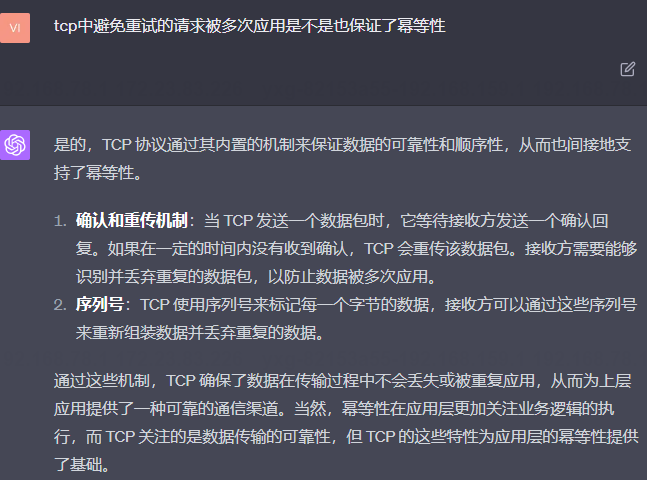 VI
tcp中避免重试的请求被多次应用是不是也保证了幂等性
是的，TCP 协议通过其内置的机制来保证数据的可靠性和顺序性，从而也间接地支
持了幂等性。
1. 确认和重传机制：当 TCP 发送一个数据包时，它等待接收方发送一个确认回
复。如果在一定的时间内没有收到确认，TCP 会重传该数据包。接收方需要能够
识别并丢弃重复的数据包，以防止数据被多次应用。
2. 序列号：TCP 使用序列号来标记每一个字节的数据，接收方可以通过这些序列号
来重新组装数据并丢弃重复的数据。
通过这些机制，TCP 确保了数据在传输过程中不会丢失或被重复应用，从而为上层
应用提供了一种可靠的通信渠道。当然，幂等性在应用层更加关注业务逻辑的执
行，而 TCP 关注的是数据传输的可靠性，但 TCP 的这些特性为应用层的幂等性提供
了基础。